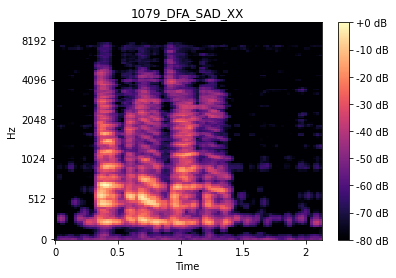 1079_DFA_SAD_XX
+0 dB
8192
-10 dB
4096
-20 dB
-30 dB
2048
Hz
-40 dB
1024
-50 dB
512
-60 dB
-70 dB
0
-80 dB
0
0.5
1
1.5
2
Time